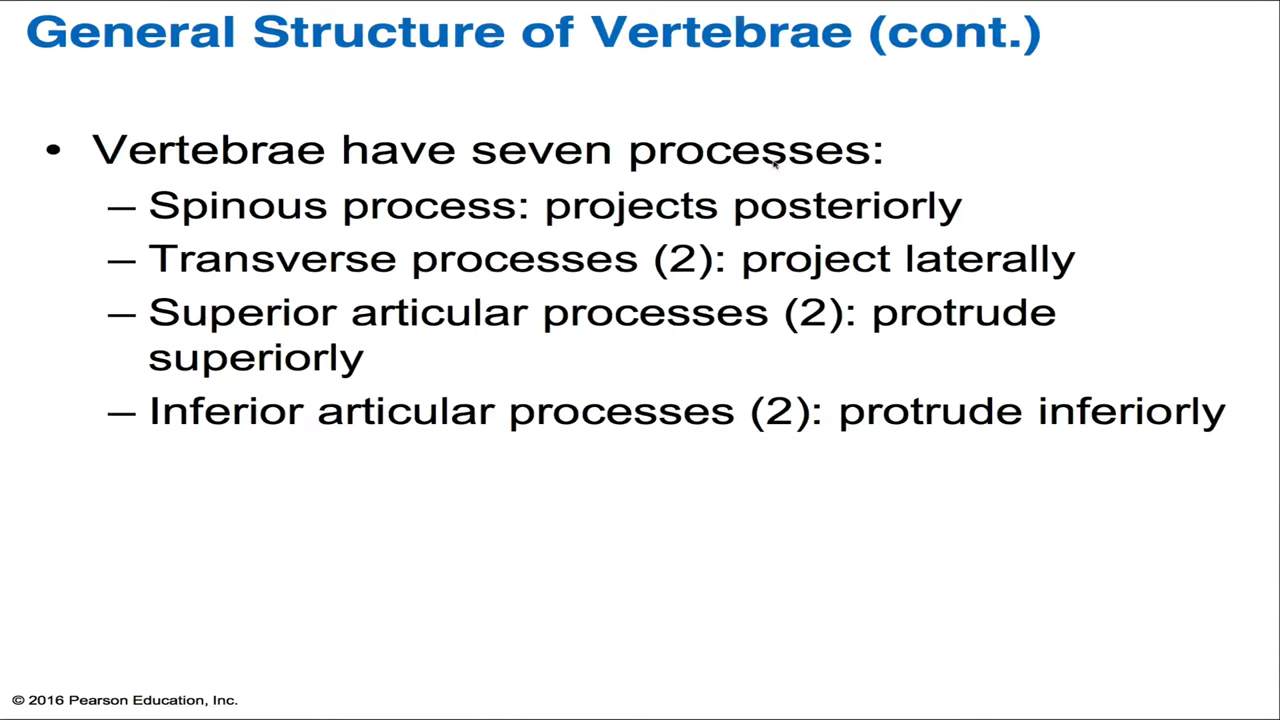 General Structure of Vertebrae (cont.)
• Vertebrae have seven processes:
– Spinous process: projects posteriorly
– Transverse processes (2): project laterally
– Superior articular processes (2): protrude
superiorly
– Inferior articular processes (2): protrude inferiorly
© 2016 Pearson Education, Inc.